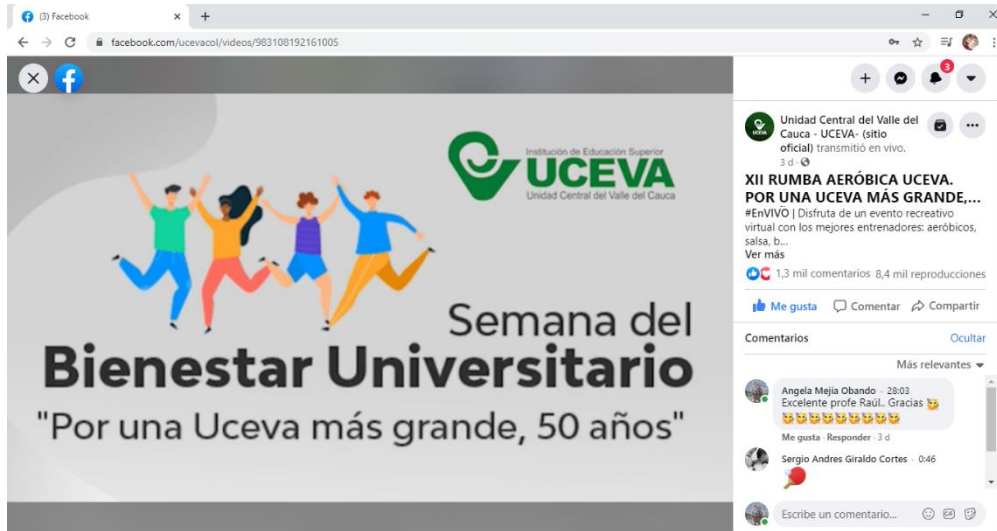 (3) Facebook
facebook.com/ucevacol/videos/983108192161005
3
Institución de Educación Superior
UCEVA
Unidad Central del Valle del Cauca
Semana del
Bienestar Universitario
"Por una Uceva más grande, 50 años"
UCEVA
Unidad Central del Valle del
Cauca - UCEVA- (sitio
oficial) transmitió en vivo.
3 d ·
XII RUMBA AERÓBICA UCEVA.
POR UNA UCEVA MÁS GRANDE,...
#EnVIVO | Disfruta de un evento recreativo
virtual con los mejores entrenadores: aeróbicos,
salsa, b...
Ver más
1,3 mil comentarios 8,4 mil reproducciones
Me gusta Comentar Compartir
Comentarios Ocultar
Más relevantes
Angela Mejía Obando · 28:03
Excelente profe Raúl.. Gracias
Me gusta · Responder · 3 d
Sergio Andres Giraldo Cortes · 0:46
Escribe un comentario...
GIF